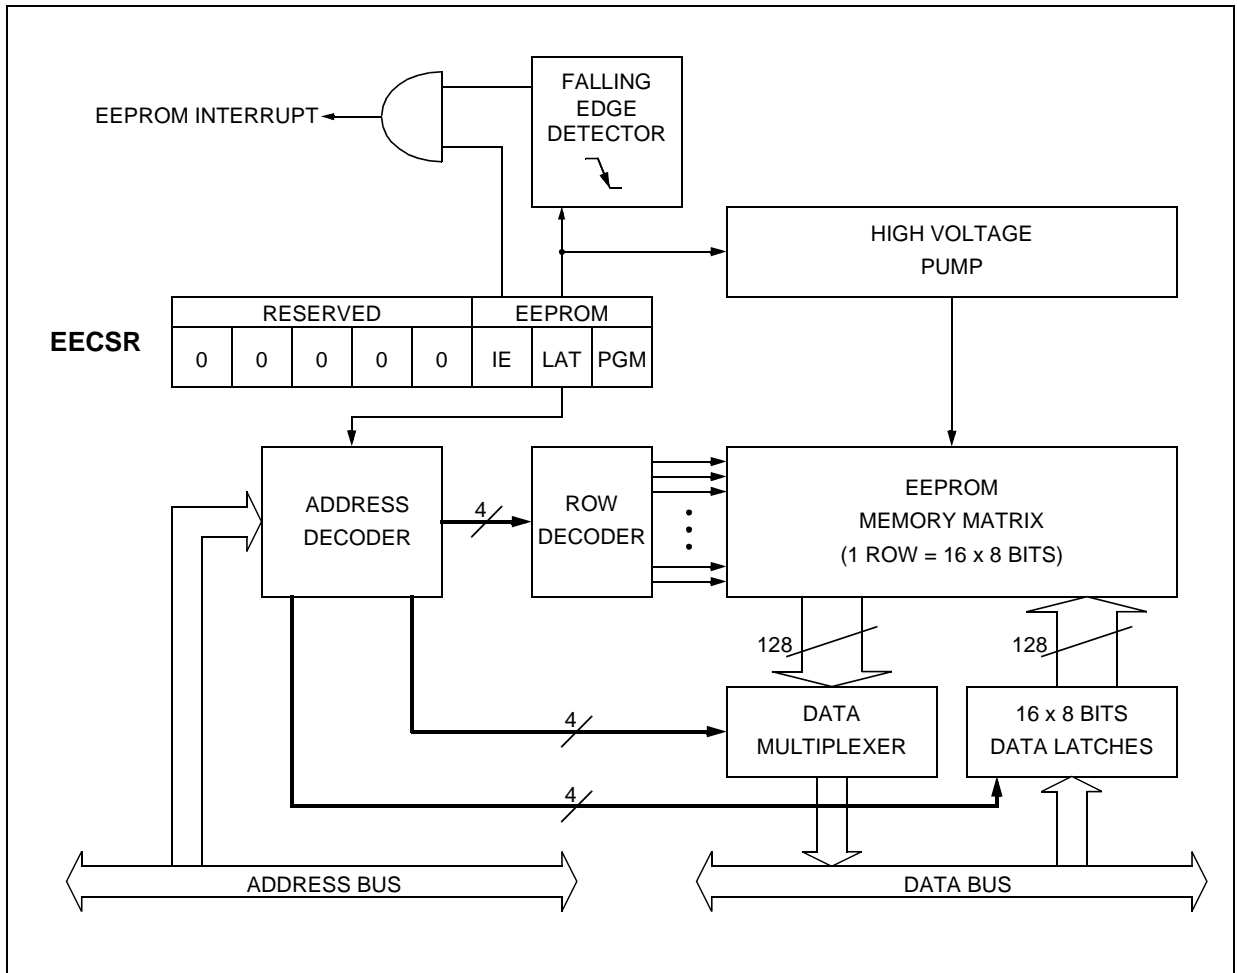 FALLING
EDGE
DETECTOR
EEPROM INTERRUPT
HIGH VOLTAGE
PUMP
RESERVED EEPROM
EECSR
0 0 0 0 0 IE LAT PGM
ADDRESS
DECODER
4
ROW
DECODER
EEPROM
MEMORY MATRIX
(1 ROW = 16 x 8 BITS)
128
128
DATA
MULTIPLEXER
16 x 8 BITS
DATA LATCHES
4
4
ADDRESS BUS
DATA BUS